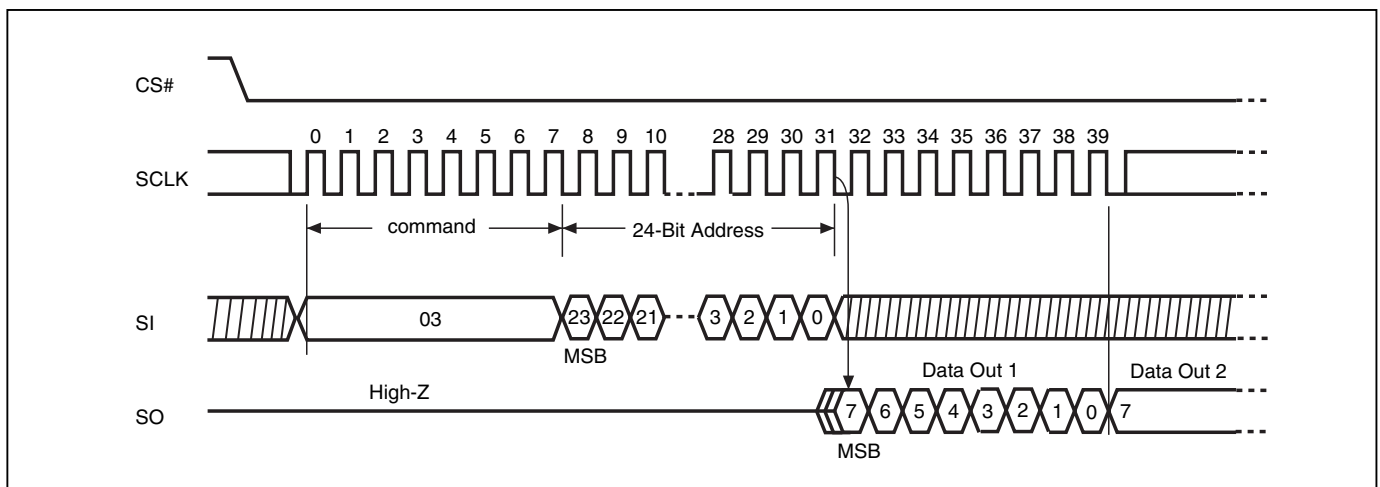 CS#
0 1 2 3 4 5 6 7 8 9 10 28 29 30 31 32 33 34 35 36 37 38 39
SCLK
command
24-Bit Address
SI
03
23 22 21 3 2 1 0
MSB
Data Out 1
Data Out 2
High-Z
SO
7 6 5 4 3 2 1 0 7
MSB